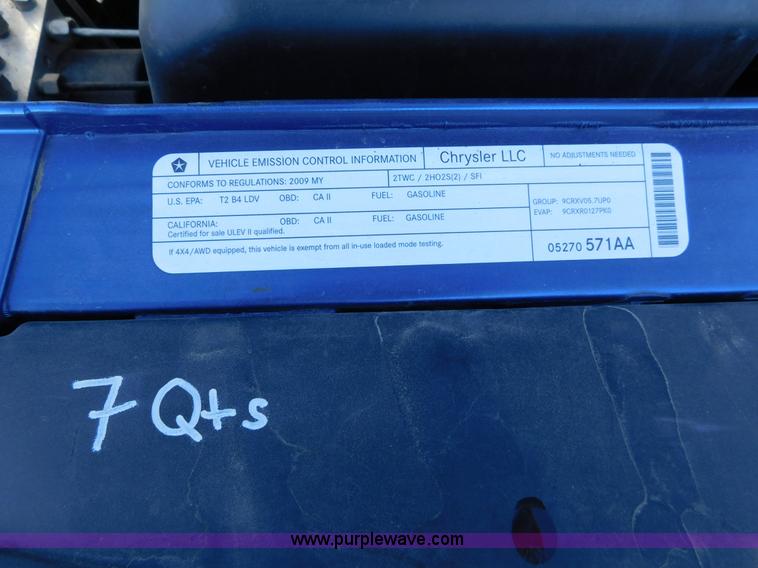 VEHICLE EMISSION CONTROL INFORMATION Chrysler LLC NO ADJUSTMENTS NEEDED
CONFORMS TO REGULATIONS: 2009 MY 2TWC / 2HO2S(2) / SFI
U.S. EPA: T2 B4 LDV OBD: CA II FUEL: GASOLINE
GROUP: 9CRXV05.7UP0
EVAP: 9CRXR0127PK0
CALIFORNIA: OBD: CA II FUEL: GASOLINE
Certified for sale ULEV II qualified.
If 4X4/AWD equipped, this vehicle is exempt from all in-use loaded mode testing.
05270 571AA
7 Qts
www.purplewave.com